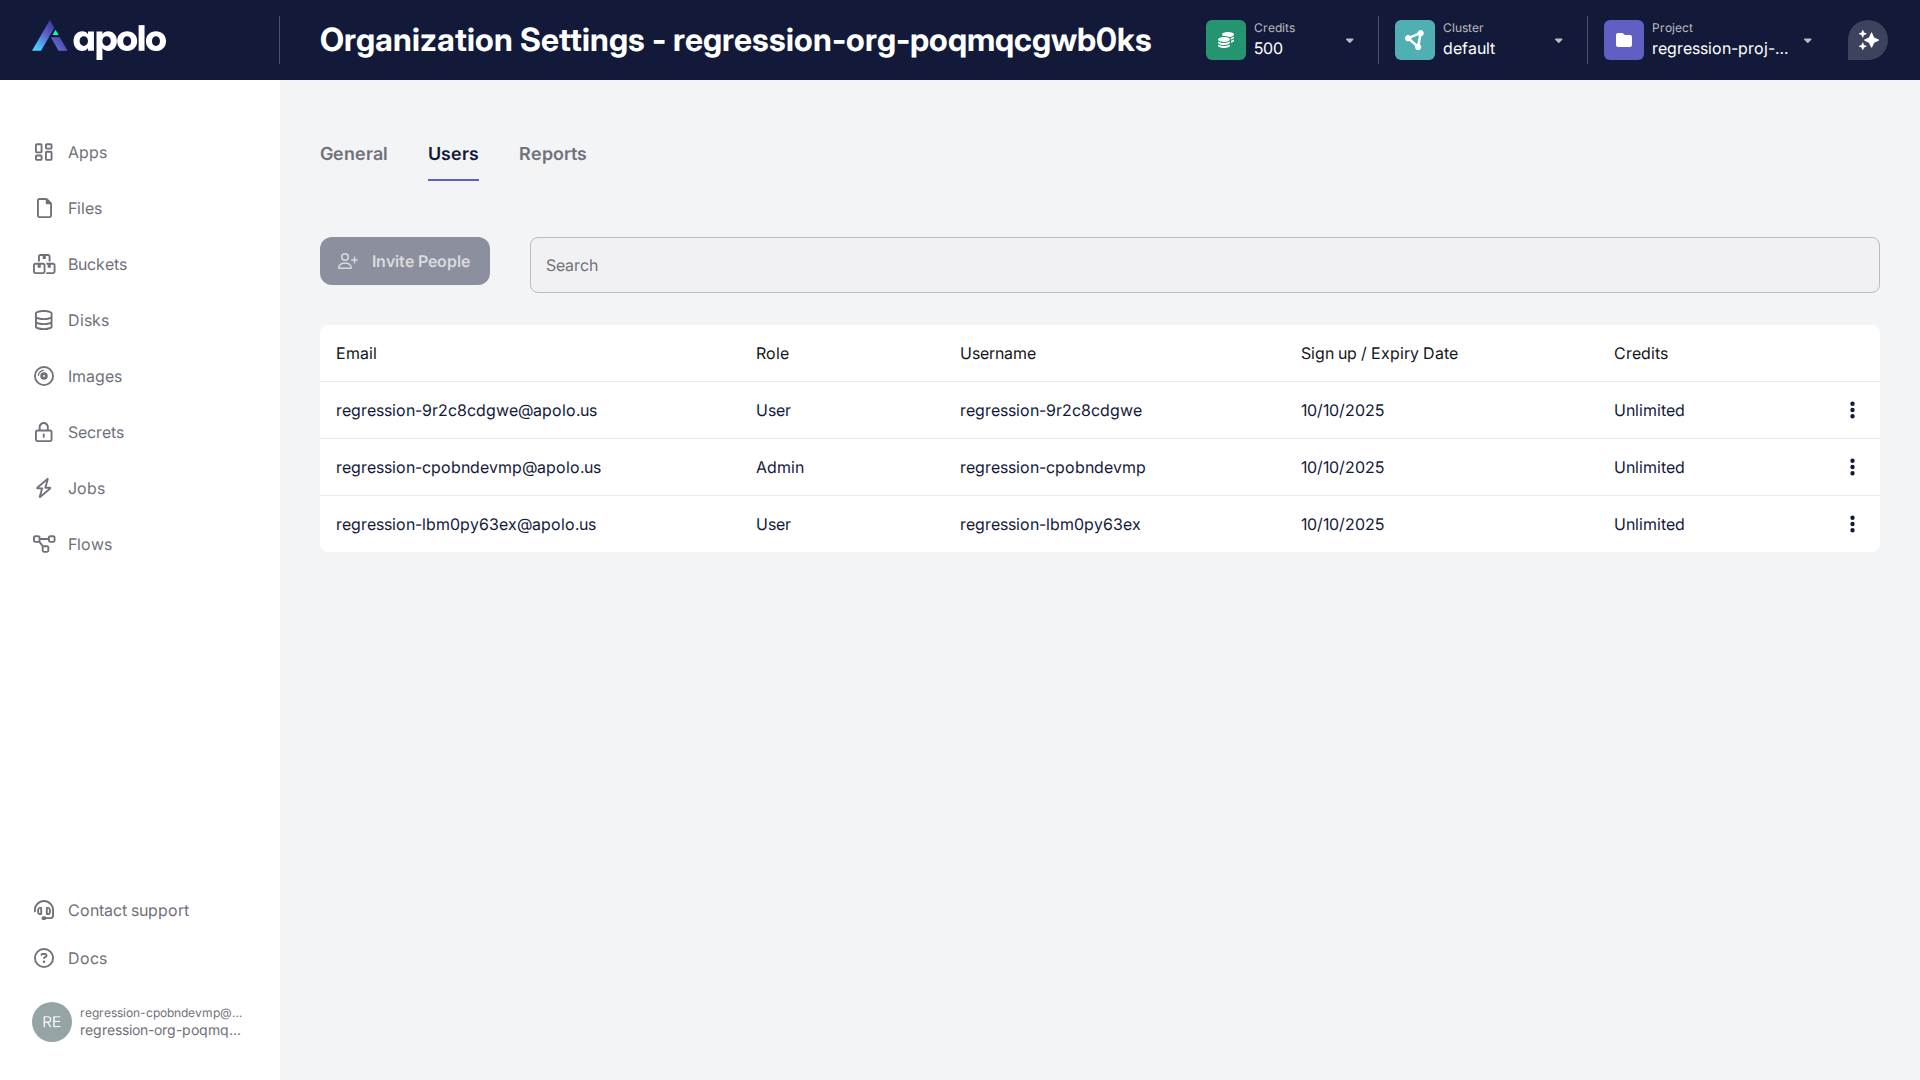 apolo
Organization Settings - regression-org-poqmqcgwb0ks
Credits
500
Cluster
default
Project
regression-proj-...
Apps
Files
Buckets
Disks
Images
Secrets
Jobs
Flows
General Users Reports
Invite People
Search
Email Role Username Sign up / Expiry Date Credits
regression-9r2c8cdgwe@apolo.us User regression-9r2c8cdgwe 10/10/2025 Unlimited
regression-cpobndevmp@apolo.us Admin regression-cpobndevmp 10/10/2025 Unlimited
regression-lbm0py63ex@apolo.us User regression-lbm0py63ex 10/10/2025 Unlimited
Contact support
Docs
RE
regression-cpobndevmp@...
regression-org-poqmq...